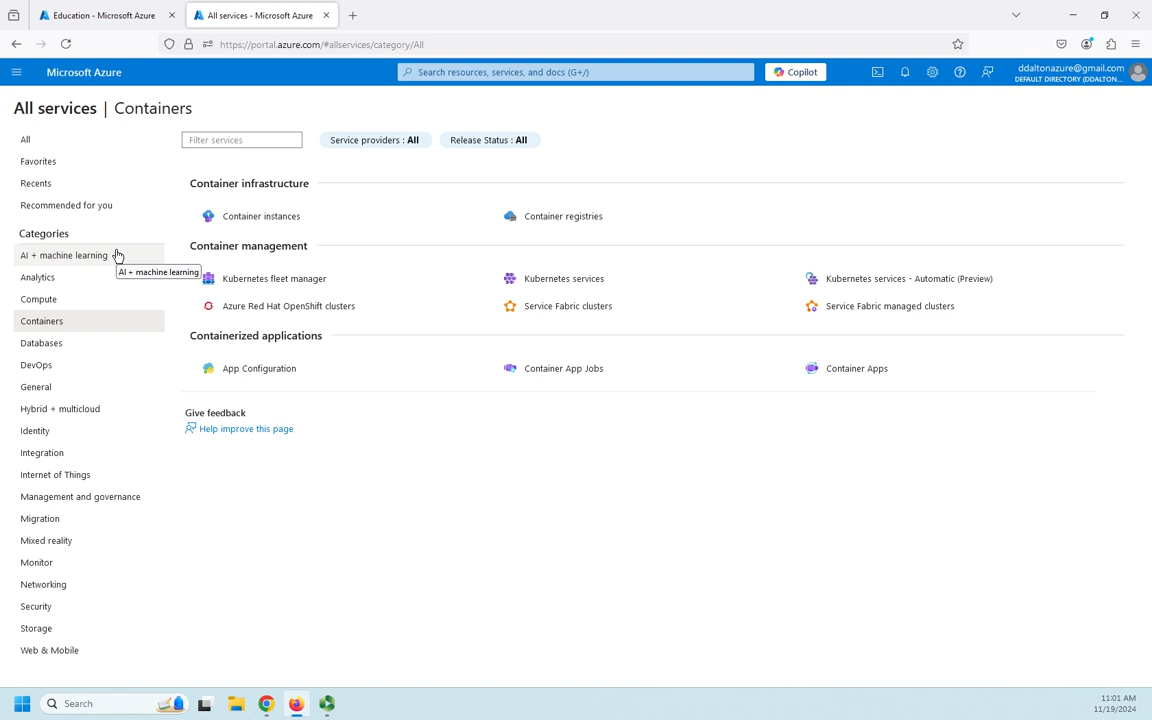 Education - Microsoft Azure
All services - Microsoft Azure
https://portal.azure.com/#allservices/category/All
Microsoft Azure
Search resources, services, and docs (G+/)
Copilot
ddaltonazure@gmail.com
DEFAULT DIRECTORY (DDALTON...
All services | Containers
All
Favorites
Recents
Recommended for you
Categories
AI + machine learning
AI + machine learning
Analytics
Compute
Containers
Databases
DevOps
General
Hybrid + multicloud
Identity
Integration
Internet of Things
Management and governance
Migration
Mixed reality
Monitor
Networking
Security
Storage
Web & Mobile
Filter services
Service providers : All
Release Status : All
Container infrastructure
Container instances
Container registries
Container management
Kubernetes fleet manager
Kubernetes services
Kubernetes services - Automatic (Preview)
Azure Red Hat OpenShift clusters
Service Fabric clusters
Service Fabric managed clusters
Containerized applications
App Configuration
Container App Jobs
Container Apps
Give feedback
Help improve this page
Search
11:01 AM
11/19/2024